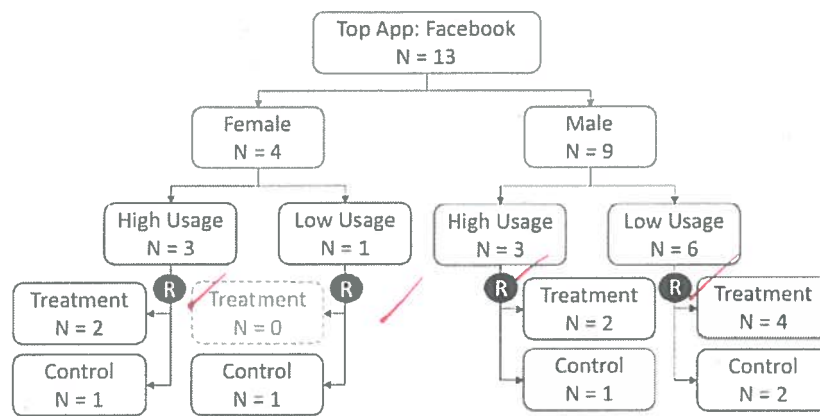 Top App: Facebook
N = 13
Female
N = 4
Male
N = 9
High Usage
N = 3
Low Usage
N = 1
High Usage
N = 3
Low Usage
N = 6
R
R
R
R
Treatment
N = 2
Treatment
N = 0
Treatment
N = 2
Treatment
N = 4
Control
N = 1
Control
N = 1
Control
N = 1
Control
N = 2